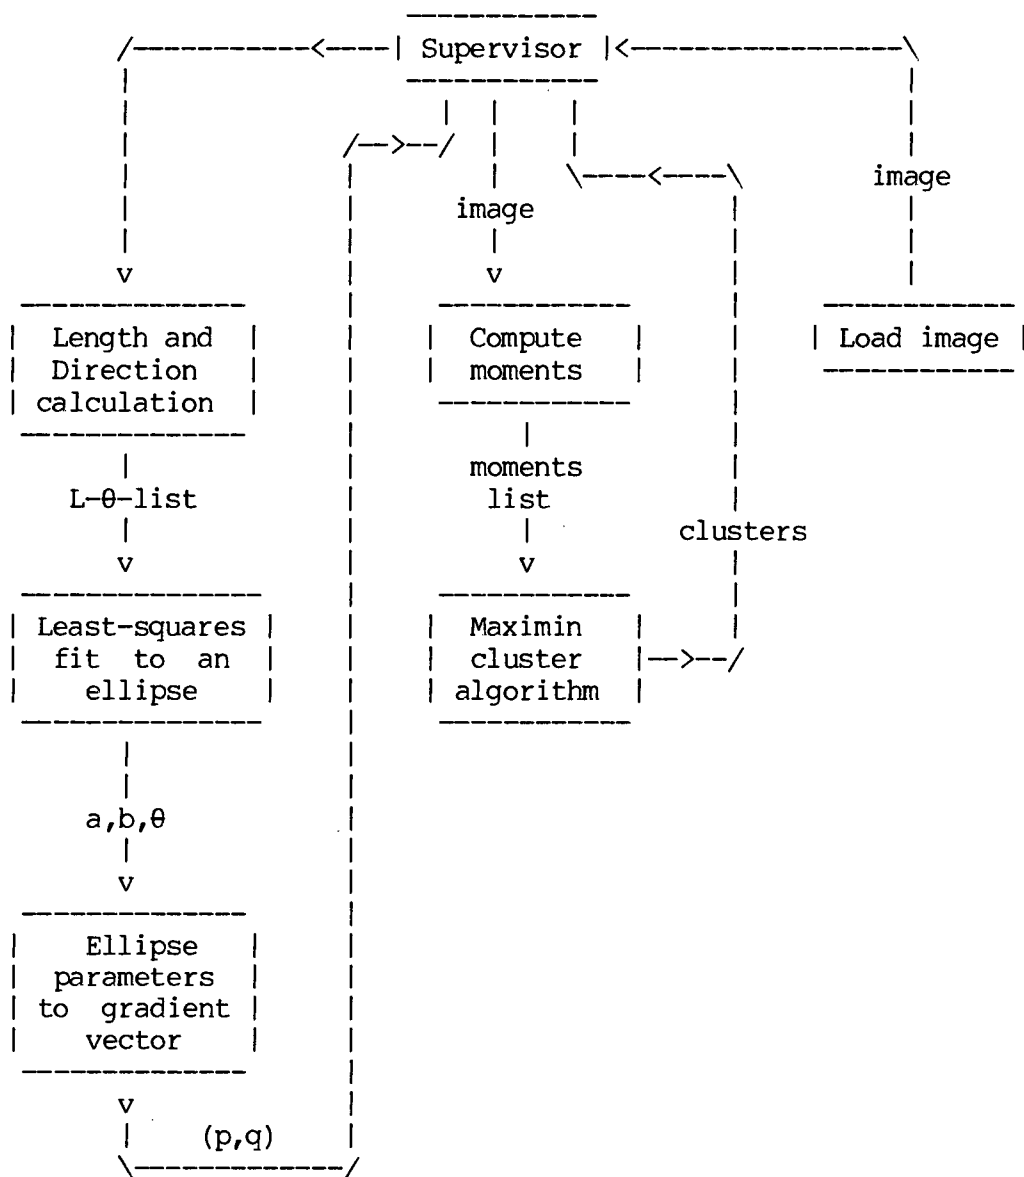 Supervisor
image
image
Length and
Direction
calculation
Compute
moments
Load image
L-θ-list
moments
list
clusters
Least-squares
fit to an
ellipse
Maximin
cluster
algorithm
a,b,θ
Ellipse
parameters
to gradient
vector
(p,q)